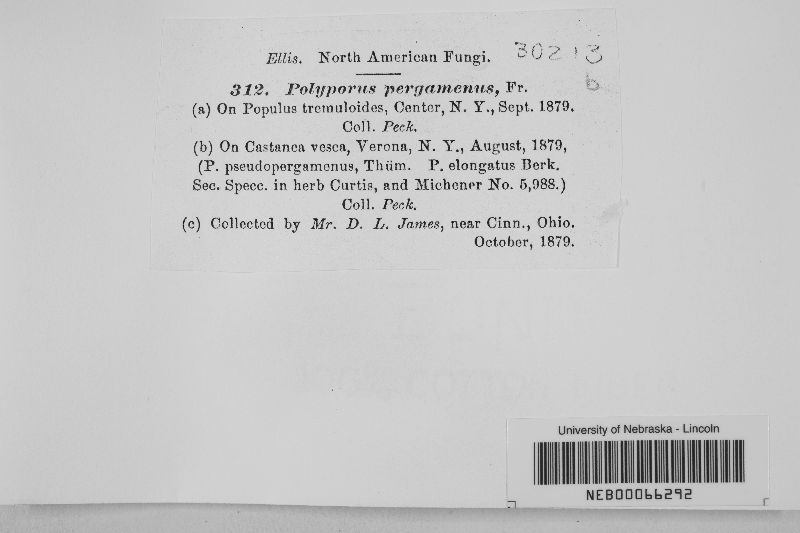 Ellis. North American Fungi. 30213
b
312. Polyporus pergamenus, Fr.
(a) On Populus tremuloides, Center, N. Y., Sept. 1879.
Coll. Peck.
(b) On Castanea vesca, Verona, N. Y., August, 1879,
(P. pseudopergamenus, Thüm. P. elongatus Berk.
Sec. Specc. in herb Curtis, and Michener No. 5,988.)
Coll. Peck.
(c) Collected by Mr. D. L. James, near Cinn., Ohio.
October, 1879.
University of Nebraska - Lincoln
NEB00066292